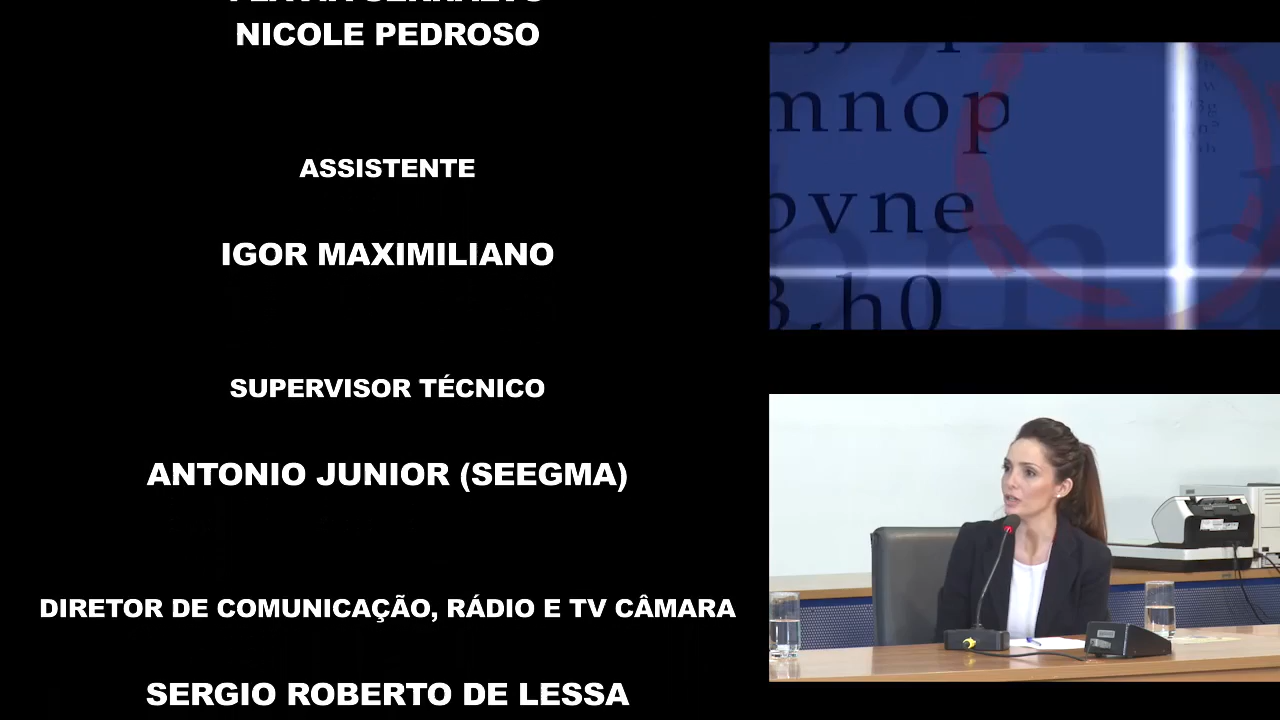 NICOLE PEDROSO
ASSISTENTE
IGOR MAXIMILIANO
SUPERVISOR TÉCNICO
ANTONIO JUNIOR (SEEGMA)
DIRETOR DE COMUNICAÇÃO, RÁDIO E TV CÂMARA
SERGIO ROBERTO DE LESSA
mnop
bvne
3,h0